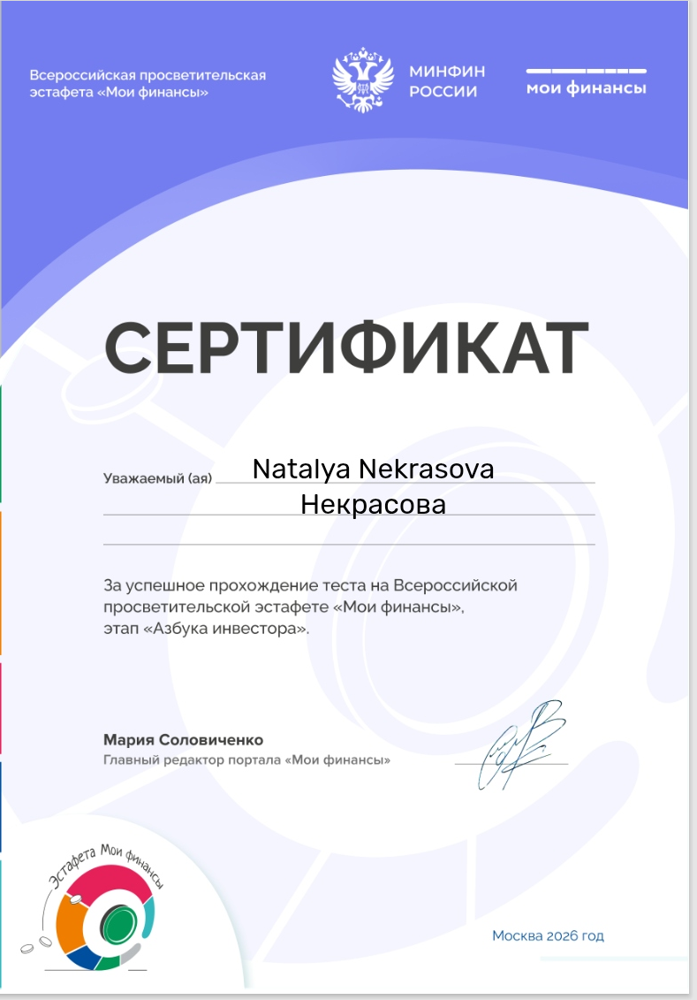 Всероссийская просветительская
эстафета «Мои финансы»
МИНФИН
РОССИИ
мои финансы
СЕРТИФИКАТ
Уважаемый (ая) Natalya Nekrasova
Некрасова
За успешное прохождение теста на Всероссийской
просветительской эстафете «Мои финансы»,
этап «Азбука инвестора».
Мария Соловиченко
Главный редактор портала «Мои финансы»
Эстафета Мои финансы
Москва 2026 год